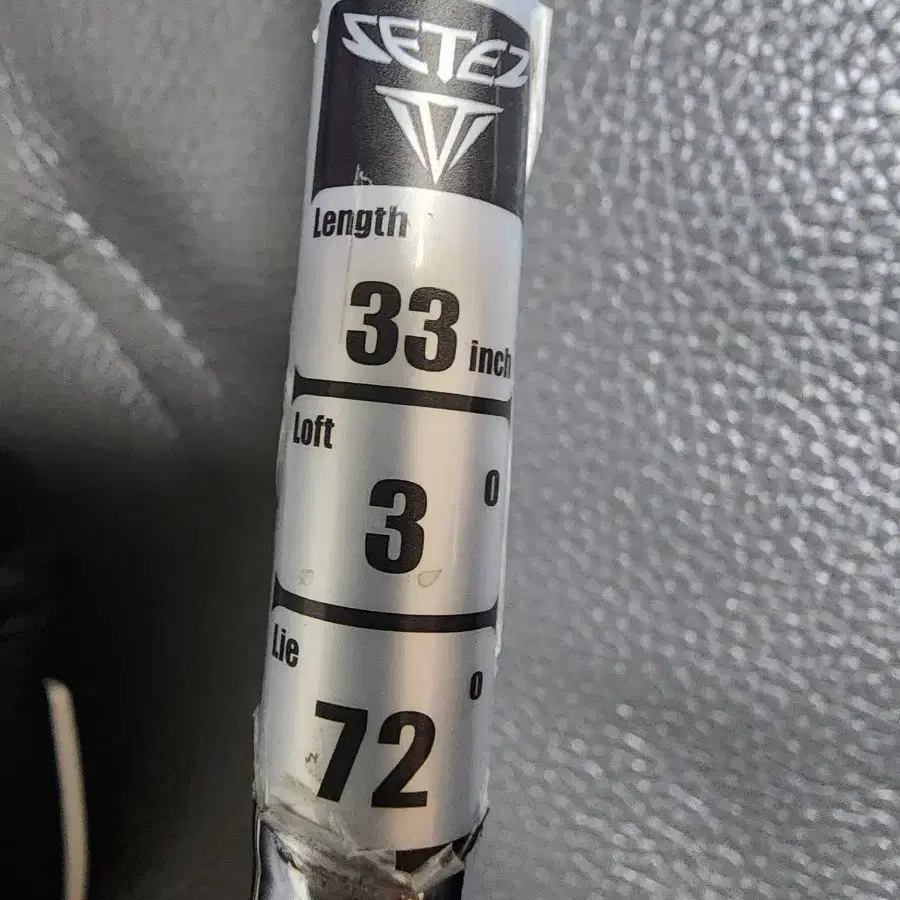 SETEZ
Length
33 inch
Loft
3 º
Lie
72 º